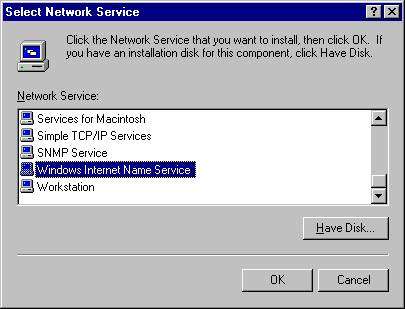 Select Network Service
Click the Network Service that you want to install, then click OK. If
you have an installation disk for this component, click Have Disk.
Network Service:
Services for Macintosh
Simple TCP/IP Services
SNMP Service
Windows Internet Name Service
Workstation
Have Disk...
OK
Cancel